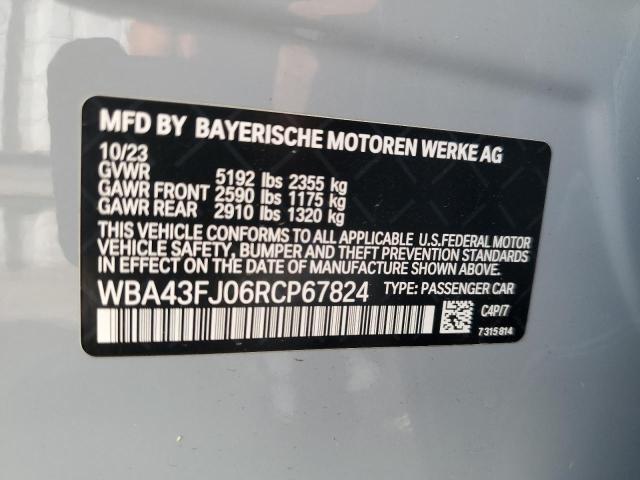 MFD BY BAYERISCHE MOTOREN WERKE AG
10/23
GVWR 5192 lbs 2355 kg
GAWR FRONT 2590 lbs 1175 kg
GAWR REAR 2910 lbs 1320 kg
THIS VEHICLE CONFORMS TO ALL APPLICABLE U.S.FEDERAL MOTOR
VEHICLE SAFETY, BUMPER AND THEFT PREVENTION STANDARDS
IN EFFECT ON THE DATE OF MANUFACTURE SHOWN ABOVE.
WBA43FJ06RCP67824 TYPE: PASSENGER CAR
C4P/7
7315814